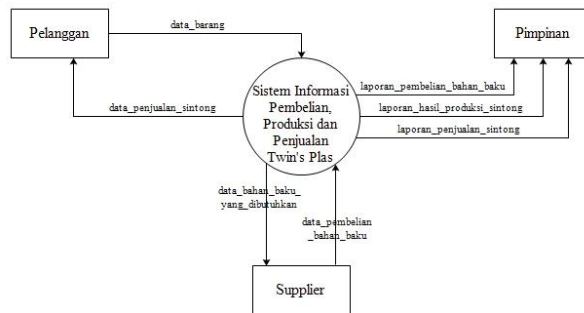 Pelanggan
data_barang
Pimpinan
data_penjualan_sintong
Sistem Informasi
Pembelian,
Produksi dan
Penjualan
Twin's Plas
laporan_pembelian_bahan_baku
laporan_hasil_produksi_sintong
laporan_penjualan_sintong
data_bahan_baku_
yang_dibutuhkan
data_pembelian
_bahan_baku
Supplier